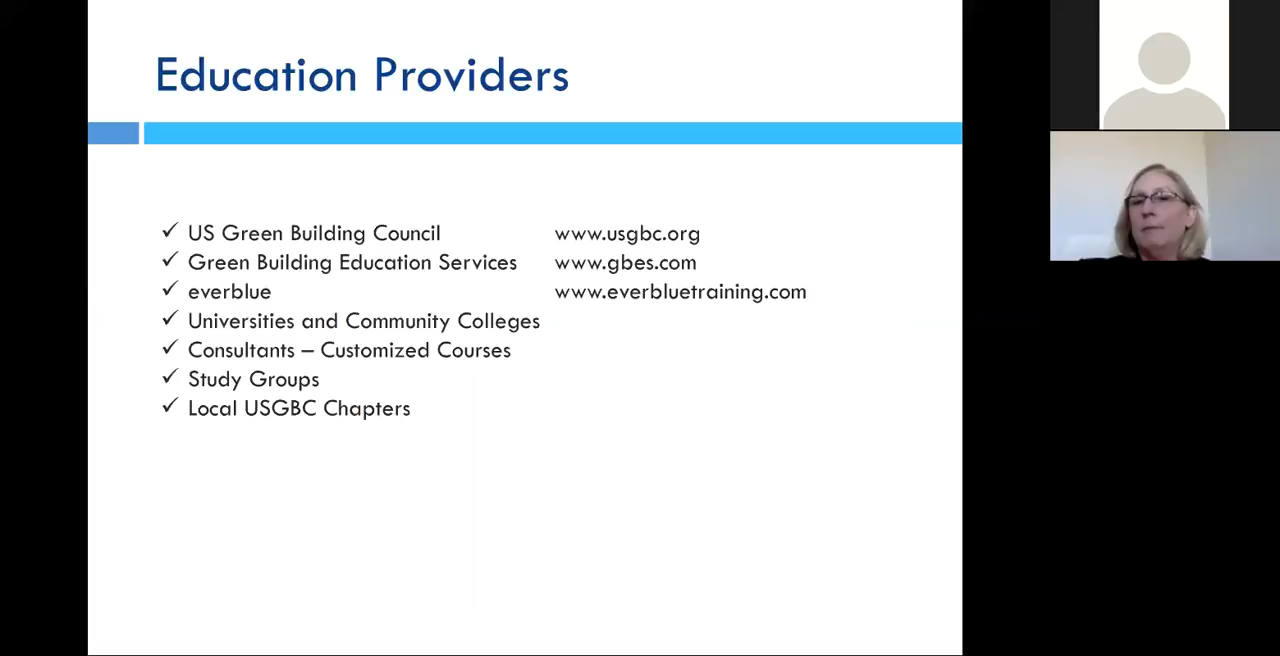 Education Providers
✓ US Green Building Council www.usgbc.org
✓ Green Building Education Services www.gbes.com
✓ everblue www.everbluetraining.com
✓ Universities and Community Colleges
✓ Consultants – Customized Courses
✓ Study Groups
✓ Local USGBC Chapters